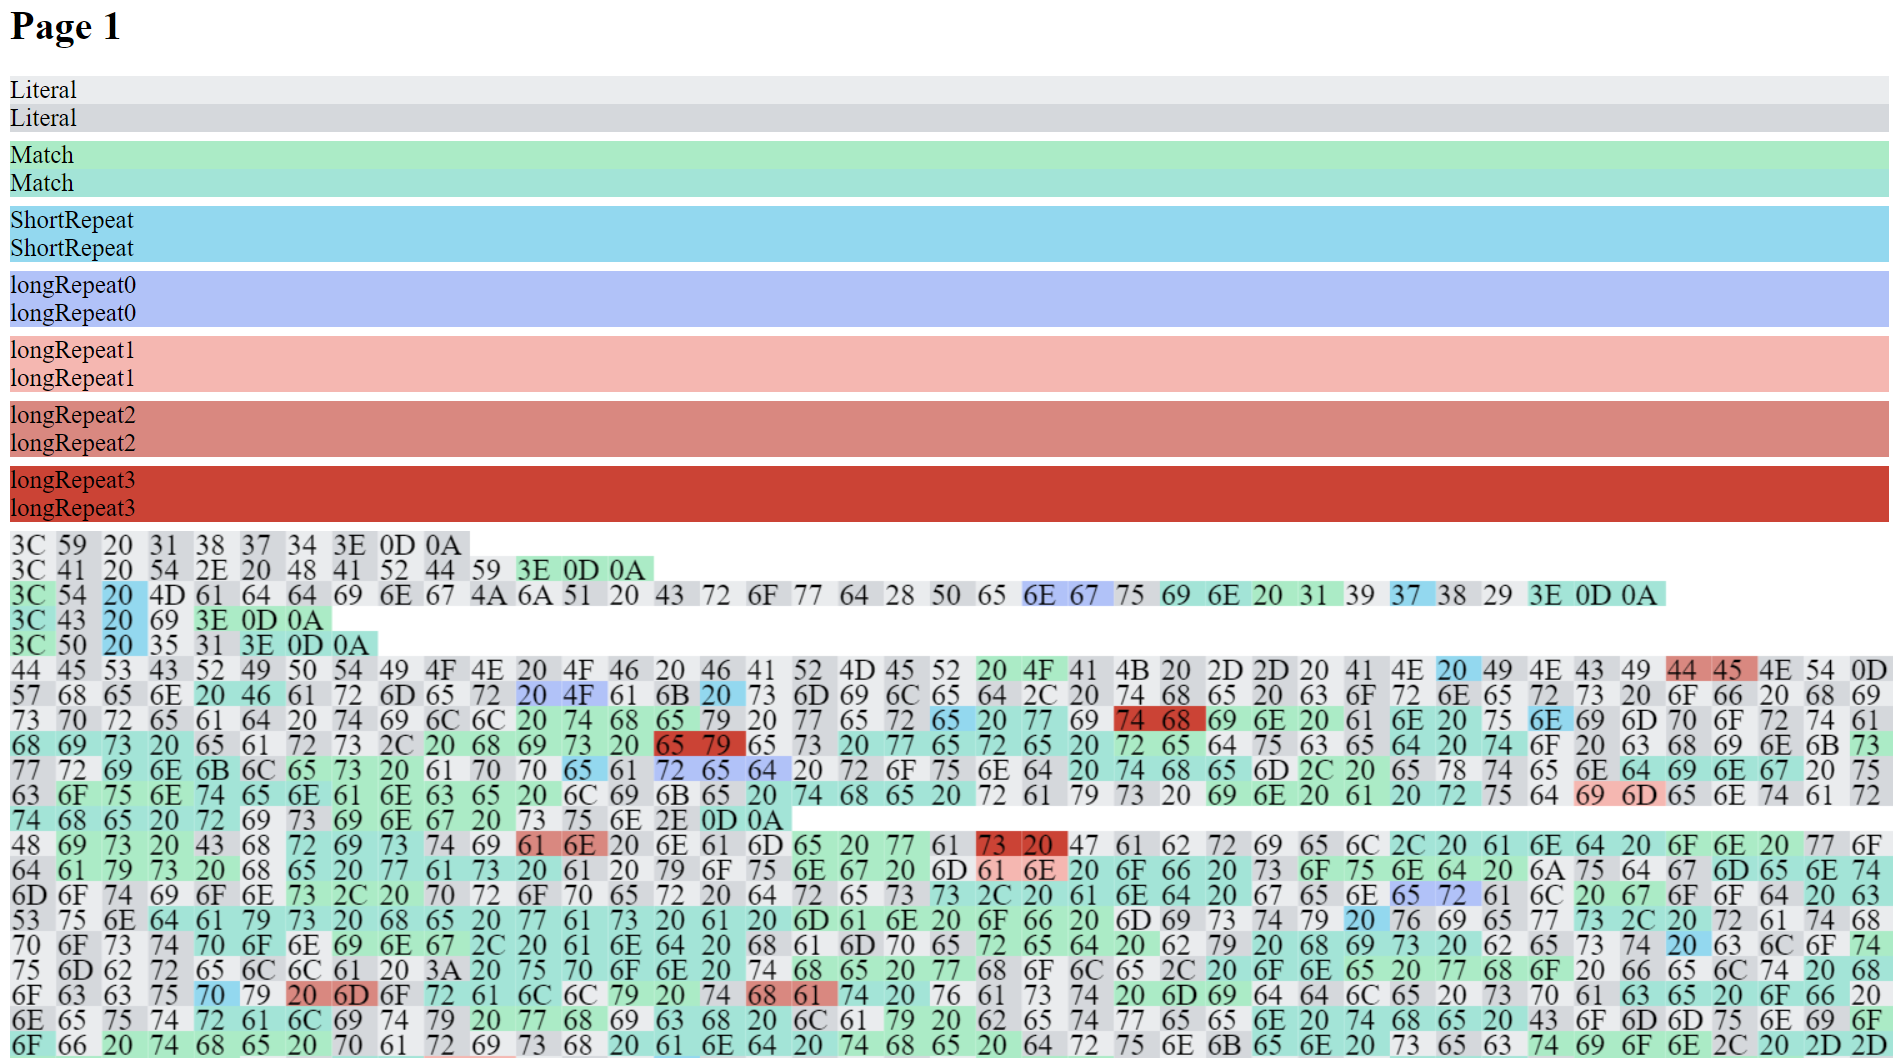 Page 1
Literal
Literal
Match
Match
ShortRepeat
ShortRepeat
longRepeat0
longRepeat0
longRepeat1
longRepeat1
longRepeat2
longRepeat2
longRepeat3
longRepeat3
3C 59 20 31 38 37 34 3E 0D 0A
3C 41 20 54 2E 20 48 41 52 44 59 3E 0D 0A
3C 54 20 4D 61 64 64 69 6E 67 4A 6A 51 20 43 72 6F 77 64 28 50 65 6E 67 75 69 6E 20 31 39 37 38 29 3E 0D 0A
3C 43 20 69 3E 0D 0A
3C 50 20 35 31 3E 0D 0A
44 45 53 43 52 49 50 54 49 4F 4E 20 4F 46 20 46 41 52 4D 45 52 20 4F 41 4B 20 2D 2D 20 41 4E 20 49 4E 43 49 44 45 4E 54 0D
57 68 65 6E 20 46 61 72 6D 65 72 20 4F 61 6B 20 73 6D 69 6C 65 64 2C 20 74 68 65 20 63 6F 72 6E 65 72 73 20 6F 66 20 68 69
73 70 72 65 61 64 20 74 69 6C 6C 20 74 68 65 79 20 77 65 72 65 20 77 69 74 68 69 6E 20 61 6E 20 75 6E 69 6D 70 6F 72 74 61
68 69 73 20 65 61 72 73 2C 20 68 69 73 20 65 79 65 73 20 77 65 72 65 20 72 65 64 75 63 65 64 20 74 6F 20 63 68 69 6E 6B 73
77 72 69 6E 6B 6C 65 73 20 61 70 70 65 61 72 65 64 20 72 6F 75 6E 64 20 74 68 65 6D 2C 20 65 78 74 65 6E 64 69 6E 67 20 75
63 6F 75 6E 74 65 6E 61 6E 63 65 20 6C 69 6B 65 20 74 68 65 20 72 61 79 73 20 69 6E 20 61 20 72 75 64 69 6D 65 6E 74 61 72
74 68 65 20 72 69 73 69 6E 67 20 73 75 6E 2E 0D 0A
48 69 73 20 43 68 72 69 73 74 69 61 6E 20 6E 61 6D 65 20 77 61 73 20 47 61 62 72 69 65 6C 2C 20 61 6E 64 20 6F 6E 20 77 6F
64 61 79 73 20 68 65 20 77 61 73 20 61 20 79 6F 75 6E 67 20 6D 61 6E 20 6F 66 20 73 6F 75 6E 64 20 6A 75 64 67 6D 65 6E 74
6D 6F 74 69 6F 6E 73 2C 20 70 72 6F 70 65 72 20 64 72 65 73 73 2C 20 61 6E 64 20 67 65 6E 65 72 61 6C 20 67 6F 6F 64 20 63
53 75 6E 64 61 79 73 20 68 65 20 77 61 73 20 61 20 6D 61 6E 20 6F 66 20 6D 69 73 74 79 20 76 69 65 77 73 2C 20 72 61 74 68
70 6F 73 74 70 6F 6E 69 6E 67 2C 20 61 6E 64 20 68 61 6D 70 65 72 65 64 20 62 79 20 68 69 73 20 62 65 73 74 20 63 6C 6F 74
75 6D 62 72 65 6C 6C 61 20 3A 20 75 70 6F 6E 20 74 68 65 20 77 68 6F 6C 65 2C 20 6F 6E 65 20 77 68 6F 20 66 65 6C 74 20 68
6F 63 63 75 70 79 20 6D 6F 72 61 6C 6C 79 20 74 68 61 74 20 76 61 73 74 20 6D 69 64 64 6C 65 20 73 70 61 63 65 20 6F 66 20
6E 65 75 74 72 61 6C 69 74 79 20 77 68 69 63 68 20 6C 61 79 20 62 65 74 77 65 65 6E 20 74 68 65 20 43 6F 6D 6D 75 6E 69 6F
6F 66 20 74 68 65 20 70 61 72 69 73 68 20 61 6E 64 20 74 68 65 20 64 72 75 6E 6B 65 6E 20 73 65 63 74 69 6F 6E 2C 20 2D 2D